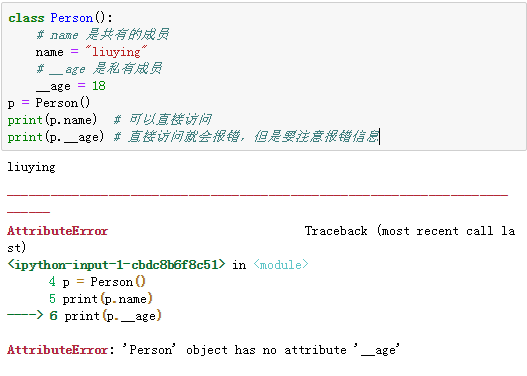 class Person():
    # name 是共有的成员
    name = "liuying"
    # __age 是私有成员
    __age = 18
p = Person()
print(p.name)  # 可以直接访问
print(p.__age) # 直接访问就会报错，但是要注意报错信息
liuying
---------------------------------------------------------------------
------
AttributeError                            Traceback (most recent call la
st)
<ipython-input-1-cbdc8b6f8c51> in <module>
      4 p = Person()
      5 print(p.name)
----> 6 print(p.__age)
AttributeError: 'Person' object has no attribute '__age'